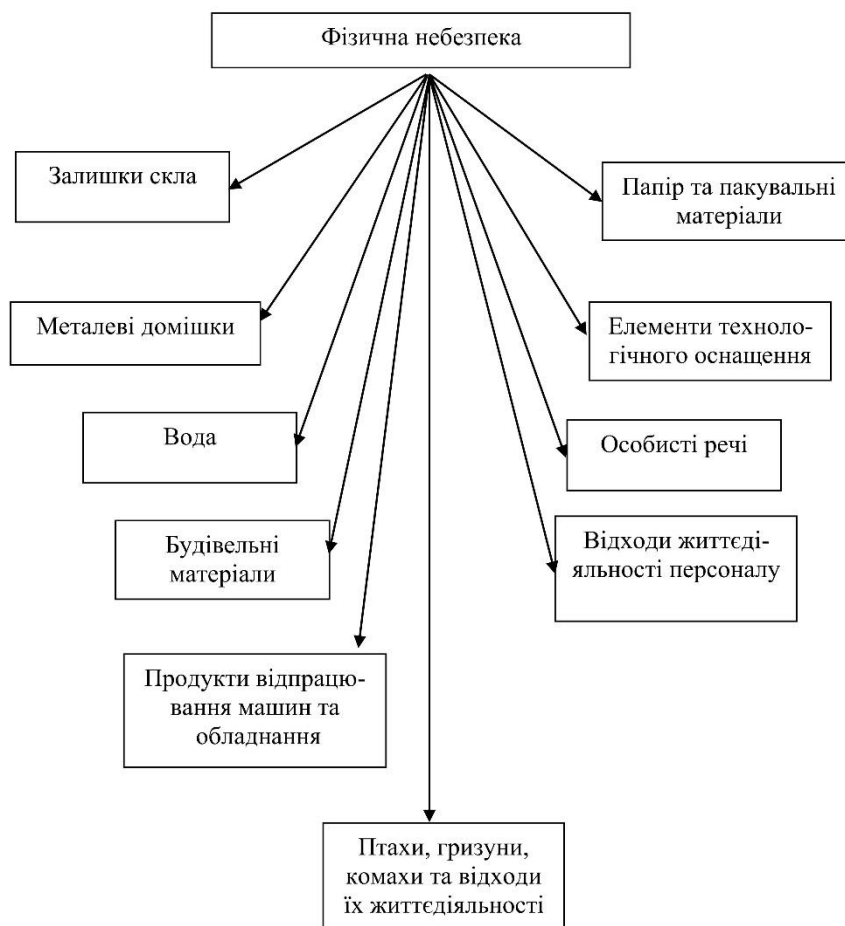 Фізична небезпека
Залишки скла
Папір та пакувальні
матеріали
Металеві домішки
Елементи техноло-
гічного оснащення
Вода
Особисті речі
Будівельні
матеріали
Відходи життєді-
яльності персоналу
Продукти відпрацю-
вання машин та
обладнання
Птахи, гризуни,
комахи та відходи
їх життєдіяльності